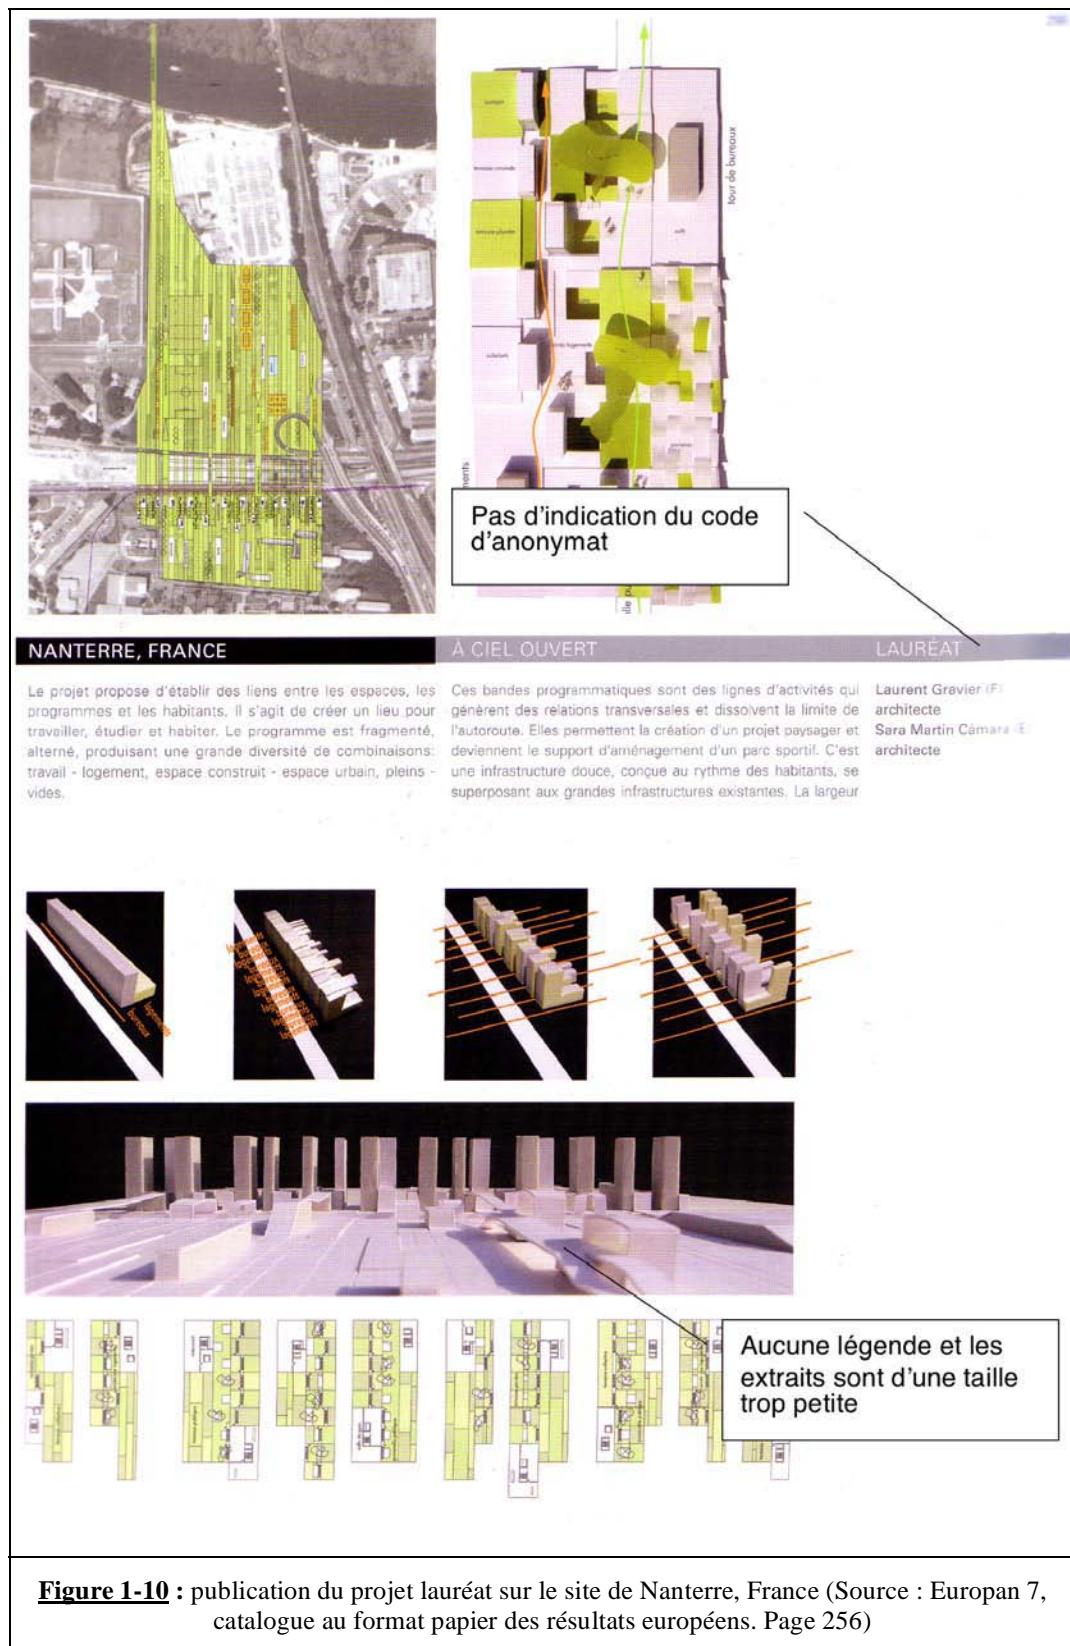 tour de bureaux
Pas d'indication du code
d'anonymat
NANTERRE, FRANCE
À CIEL OUVERT
LAURÉAT
Le projet propose d'établir des liens entre les espaces, les
programmes et les habitants. Il s'agit de créer un lieu pour
travailler, étudier et habiter. Le programme est fragmenté,
alterné, produisant une grande diversité de combinaisons:
travail - logement, espace construit - espace urbain, pleins -
vides.
Ces bandes programmatiques sont des lignes d'activités qui
génèrent des relations transversales et dissolvent la limite de
l'autoroute. Elles permettent la création d'un projet paysager et
deviennent le support d'aménagement d'un parc sportif. C'est
une infrastructure douce, conçue au rythme des habitants, se
superposant aux grandes infrastructures existantes. La largeur
Laurent Gravier (F)
architecte
Sara Martin Cámara (E)
architecte
logements
bureaux
Aucune légende et les
extraits sont d'une taille
trop petite
Figure 1-10 : publication du projet lauréat sur le site de Nanterre, France (Source : Europan 7,
catalogue au format papier des résultats européens. Page 256)